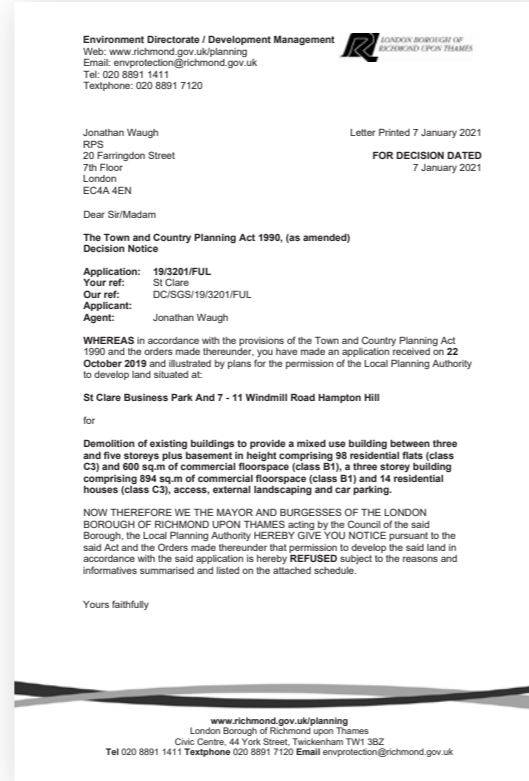 Environment Directorate / Development Management
Web: www.richmond.gov.uk/planning
Email: envprotection@richmond.gov.uk
Tel: 020 8891 1411
Textphone: 020 8891 7120
LONDON BOROUGH OF
RICHMOND UPON THAMES
Jonathan Waugh
RPS
20 Farringdon Street
7th Floor
London
EC4A 4EN
Letter Printed 7 January 2021
FOR DECISION DATED
7 January 2021
Dear Sir/Madam
The Town and Country Planning Act 1990, (as amended)
Decision Notice
Application: 19/3201/FUL
Your ref: St Clare
Our ref: DC/SGS/19/3201/FUL
Applicant:
Agent: Jonathan Waugh
WHEREAS in accordance with the provisions of the Town and Country Planning Act
1990 and the orders made thereunder, you have made an application received on 22
October 2019 and illustrated by plans for the permission of the Local Planning Authority
to develop land situated at:
St Clare Business Park And 7 - 11 Windmill Road Hampton Hill
for
Demolition of existing buildings to provide a mixed use building between three
and five storeys plus basement in height comprising 98 residential flats (class
C3) and 600 sq.m of commercial floorspace (class B1), a three storey building
comprising 894 sq.m of commercial floorspace (class B1) and 14 residential
houses (class C3), access, external landscaping and car parking.
NOW THEREFORE WE THE MAYOR AND BURGESSES OF THE LONDON
BOROUGH OF RICHMOND UPON THAMES acting by the Council of the said
Borough, the Local Planning Authority HEREBY GIVE YOU NOTICE pursuant to the
said Act and the Orders made thereunder that permission to develop the said land in
accordance with the said application is hereby REFUSED subject to the reasons and
informatives summarised and listed on the attached schedule.
Yours faithfully
www.richmond.gov.uk/planning
London Borough of Richmond upon Thames
Civic Centre, 44 York Street, Twickenham TW1 3BZ
Tel 020 8891 1411 Textphone 020 8891 7120 Email envprotection@richmond.gov.uk